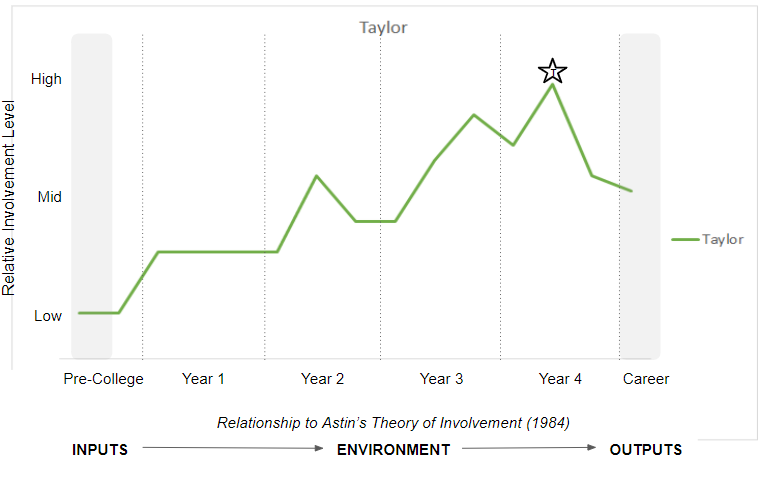 Taylor
High
Mid
Low
Relative Involvement Level
T
Taylor
Pre-College Year 1 Year 2 Year 3 Year 4 Career
Relationship to Astin's Theory of Involvement (1984)
INPUTS ENVIRONMENT OUTPUTS